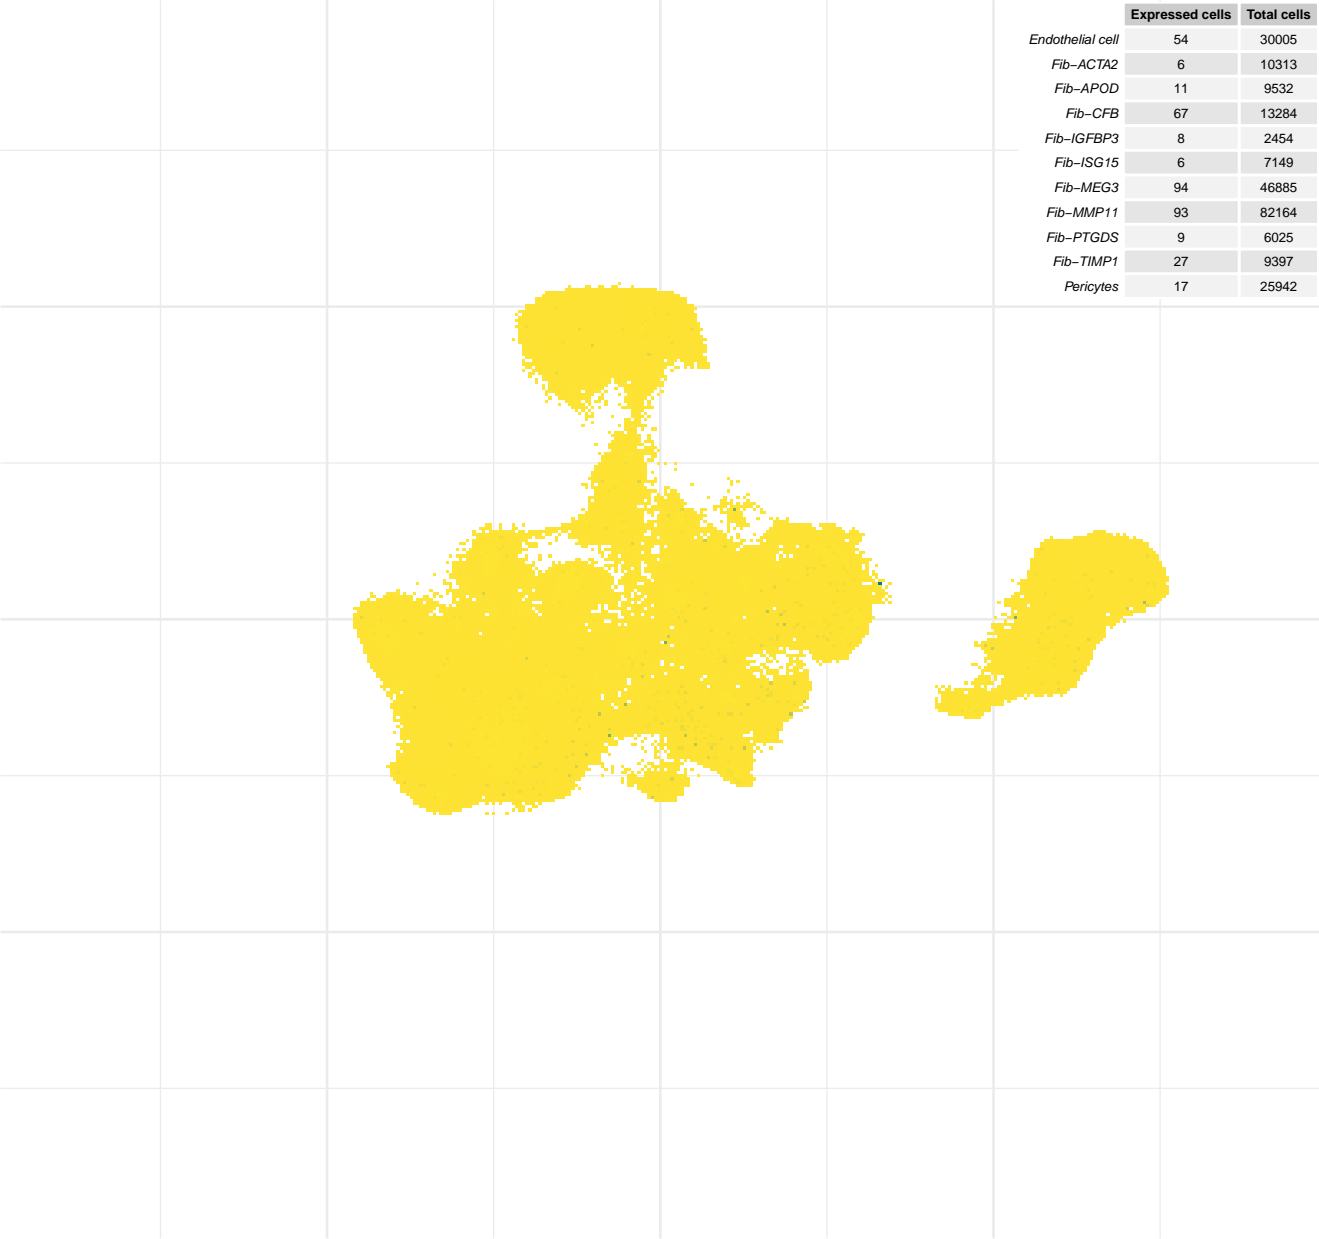 Expressed cells Total cells
Endothelial cell 54 30005
Fib−ACTA2 6 10313
Fib−APOD 11 9532
Fib−CFB 67 13284
Fib−IGFBP3 8 2454
Fib−ISG15 6 7149
Fib−MEG3 94 46885
Fib−MMP11 93 82164
Fib−PTGDS 9 6025
Fib−TIMP1 27 9397
Pericytes 17 25942